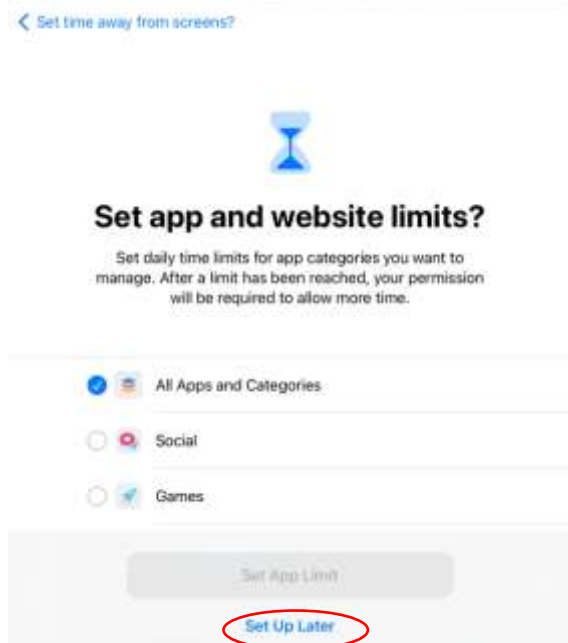 Set time away from screens?
Set app and website limits?
Set daily time limits for app categories you want to
manage. After a limit has been reached, your permission
will be required to allow more time.
All Apps and Categories
Social
Games
Set App Limit
Set Up Later